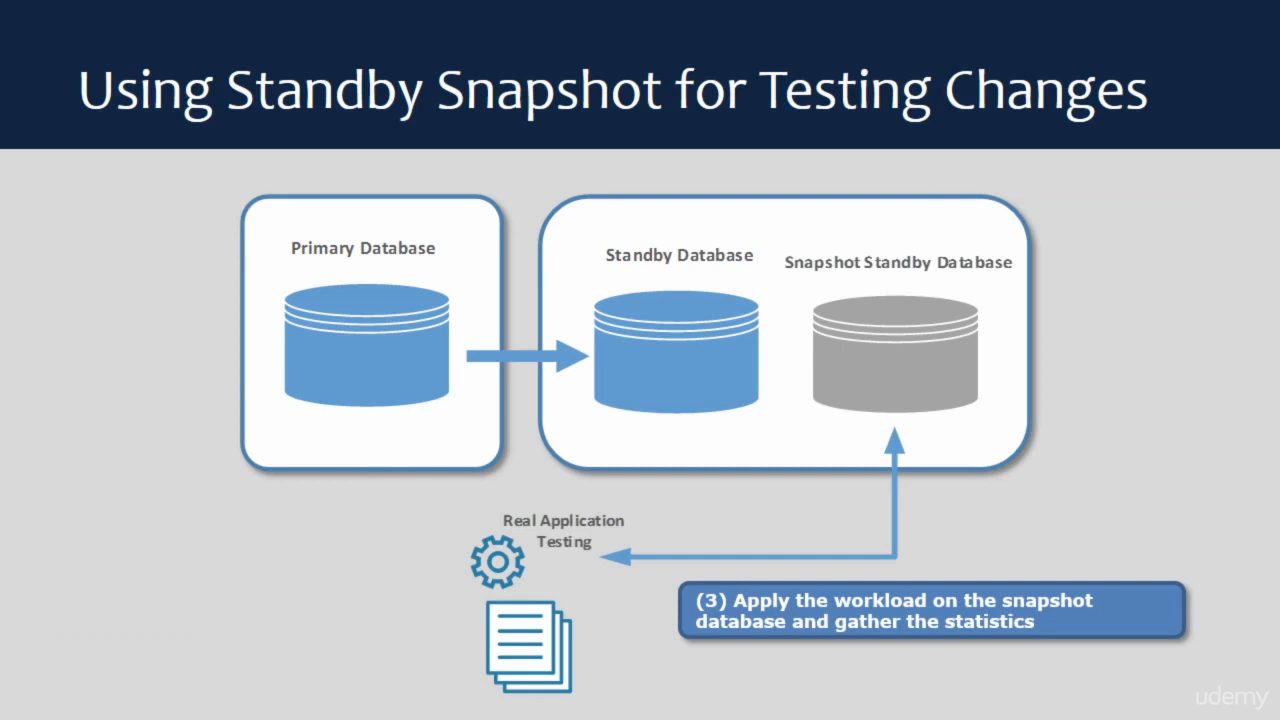 Using Standby Snapshot for Testing Changes
Primary Database
Standby Database
Snapshot Standby Database
Real Application
Testing
(3) Apply the workload on the snapshot
database and gather the statistics
udemy